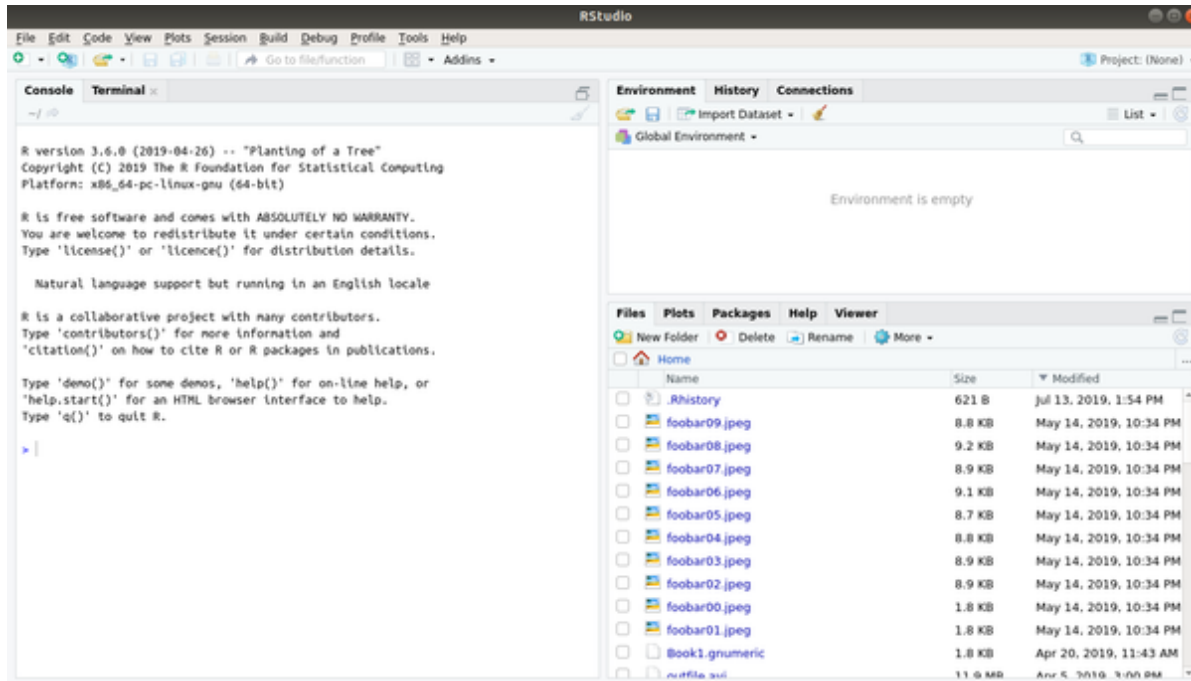 RStudio
File Edit Code View Plots Session Build Debug Profile Tools Help
Go to file/function Addins Project: (None)
Console Terminal
~/
R version 3.6.0 (2019-04-26) -- "Planting of a Tree"
Copyright (C) 2019 The R Foundation for Statistical Computing
Platform: x86_64-pc-linux-gnu (64-bit)
R is free software and comes with ABSOLUTELY NO WARRANTY.
You are welcome to redistribute it under certain conditions.
Type 'license()' or 'licence()' for distribution details.
Natural language support but running in an English locale
R is a collaborative project with many contributors.
Type 'contributors()' for more information and
'citation()' on how to cite R or R packages in publications.
Type 'demo()' for some demos, 'help()' for on-line help, or
'help.start()' for an HTML browser interface to help.
Type 'q()' to quit R.
>
Environment History Connections
Import Dataset List
Global Environment
Environment is empty
Files Plots Packages Help Viewer
New Folder Delete Rename More
Home ...
Name Size Modified
.Rhistory 621 B Jul 13, 2019, 1:54 PM
foobar09.jpeg 8.8 KB May 14, 2019, 10:34 PM
foobar08.jpeg 9.2 KB May 14, 2019, 10:34 PM
foobar07.jpeg 8.9 KB May 14, 2019, 10:34 PM
foobar06.jpeg 9.1 KB May 14, 2019, 10:34 PM
foobar05.jpeg 8.7 KB May 14, 2019, 10:34 PM
foobar04.jpeg 8.8 KB May 14, 2019, 10:34 PM
foobar03.jpeg 8.9 KB May 14, 2019, 10:34 PM
foobar02.jpeg 8.9 KB May 14, 2019, 10:34 PM
foobar00.jpeg 1.8 KB May 14, 2019, 10:34 PM
foobar01.jpeg 1.8 KB May 14, 2019, 10:34 PM
Book1.gnumeric 1.8 KB Apr 20, 2019, 11:43 AM
outfile.avi 11.9 MB Apr 5, 2019, 3:00 PM